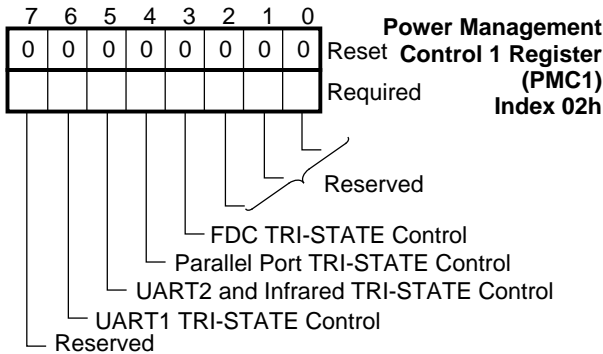 7 6 5 4 3 2 1 0
Power Management
Control 1 Register
(PMC1)
Index 02h
0 0 0 0 0 0 0 0 Reset
Required
Reserved
FDC TRI-STATE Control
Parallel Port TRI-STATE Control
UART2 and Infrared TRI-STATE Control
UART1 TRI-STATE Control
Reserved